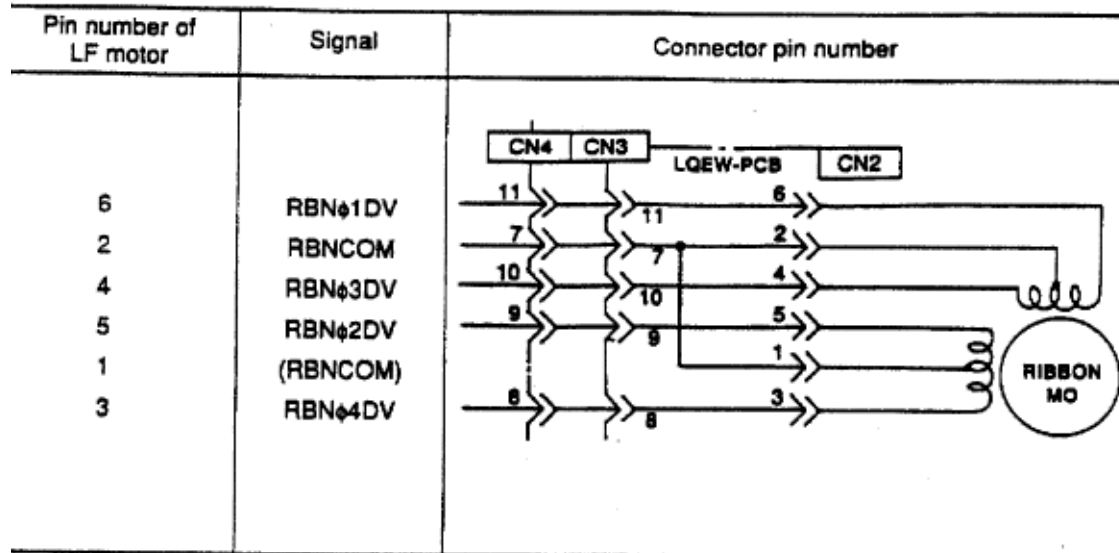 Pin number of
LF motor
Signal
Connector pin number
CN4 CN3
LQEW-PCB
CN2
6 RBNφ1DV 11 11 6
2 RBNCOM 7 7 2
4 RBNφ3DV 10 10 4
5 RBNφ2DV 9 9 5
1 (RBNCOM) 1
3 RBNφ4DV 8 8 3
RIBBON
MO